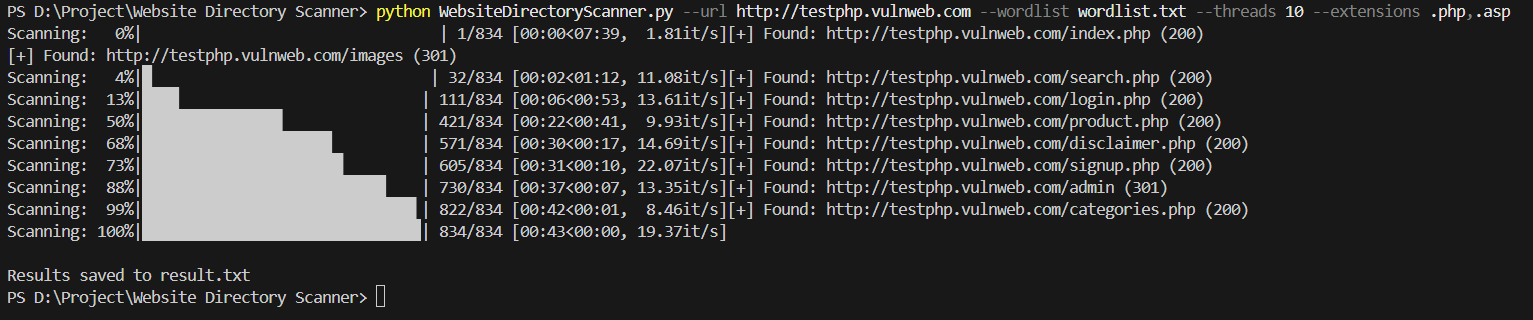 PS D:\Project\Website Directory Scanner> python WebsiteDirectoryScanner.py --url http://testphp.vulnweb.com --wordlist wordlist.txt --threads 10 --extensions .php,.asp
Scanning:   0%| | 1/834 [00:00<07:39,  1.81it/s][+] Found: http://testphp.vulnweb.com/index.php (200)
[+] Found: http://testphp.vulnweb.com/images (301)
Scanning:   4%| | 32/834 [00:02<01:12, 11.08it/s][+] Found: http://testphp.vulnweb.com/search.php (200)
Scanning:  13%| | 111/834 [00:06<00:53, 13.61it/s][+] Found: http://testphp.vulnweb.com/login.php (200)
Scanning:  50%| | 421/834 [00:22<00:41,  9.93it/s][+] Found: http://testphp.vulnweb.com/product.php (200)
Scanning:  68%| | 571/834 [00:30<00:17, 14.69it/s][+] Found: http://testphp.vulnweb.com/disclaimer.php (200)
Scanning:  73%| | 605/834 [00:31<00:10, 22.07it/s][+] Found: http://testphp.vulnweb.com/signup.php (200)
Scanning:  88%| | 730/834 [00:37<00:07, 13.35it/s][+] Found: http://testphp.vulnweb.com/admin (301)
Scanning:  99%| | 822/834 [00:42<00:01,  8.46it/s][+] Found: http://testphp.vulnweb.com/categories.php (200)
Scanning: 100%| | 834/834 [00:43<00:00, 19.37it/s]
Results saved to result.txt
PS D:\Project\Website Directory Scanner>